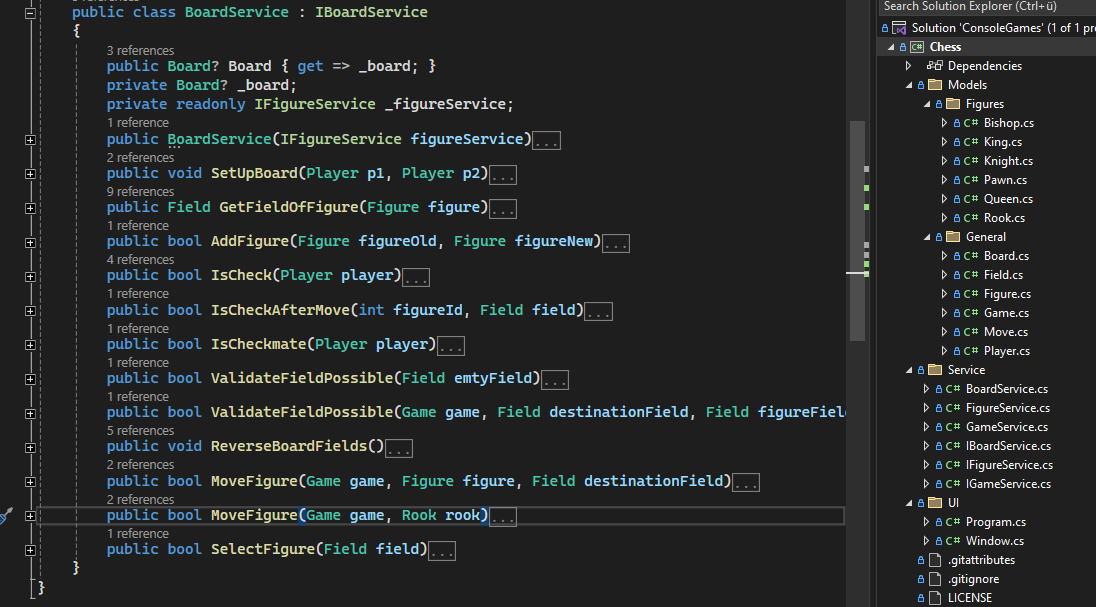 public class BoardService : IBoardService
{
3 references
public Board? Board { get => _board; }
private Board? _board;
private readonly IFigureService _figureService;
1 reference
public BoardService(IFigureService figureService)...
2 references
public void SetUpBoard(Player p1, Player p2)...
9 references
public Field GetFieldOfFigure(Figure figure)...
1 reference
public bool AddFigure(Figure figureOld, Figure figureNew)...
4 references
public bool IsCheck(Player player)...
1 reference
public bool IsCheckAfterMove(int figureId, Field field)...
1 reference
public bool IsCheckmate(Player player)...
1 reference
public bool ValidateFieldPossible(Field emtyField)...
1 reference
public bool ValidateFieldPossible(Game game, Field destinationField, Field figureFiel
5 references
public void ReverseBoardFields()...
2 references
public bool MoveFigure(Game game, Figure figure, Field destinationField)...
2 references
public bool MoveFigure(Game game, Rook rook)...
1 reference
public bool SelectFigure(Field field)...
}
}
Search Solution Explorer (Ctrl+ü)
Solution 'ConsoleGames' (1 of 1 pr
C# Chess
Dependencies
Models
Figures
C# Bishop.cs
C# King.cs
C# Knight.cs
C# Pawn.cs
C# Queen.cs
C# Rook.cs
General
C# Board.cs
C# Field.cs
C# Figure.cs
C# Game.cs
C# Move.cs
C# Player.cs
Service
C# BoardService.cs
C# FigureService.cs
C# GameService.cs
C# IBoardService.cs
C# IFigureService.cs
C# IGameService.cs
UI
C# Program.cs
C# Window.cs
.gitattributes
.gitignore
LICENSE